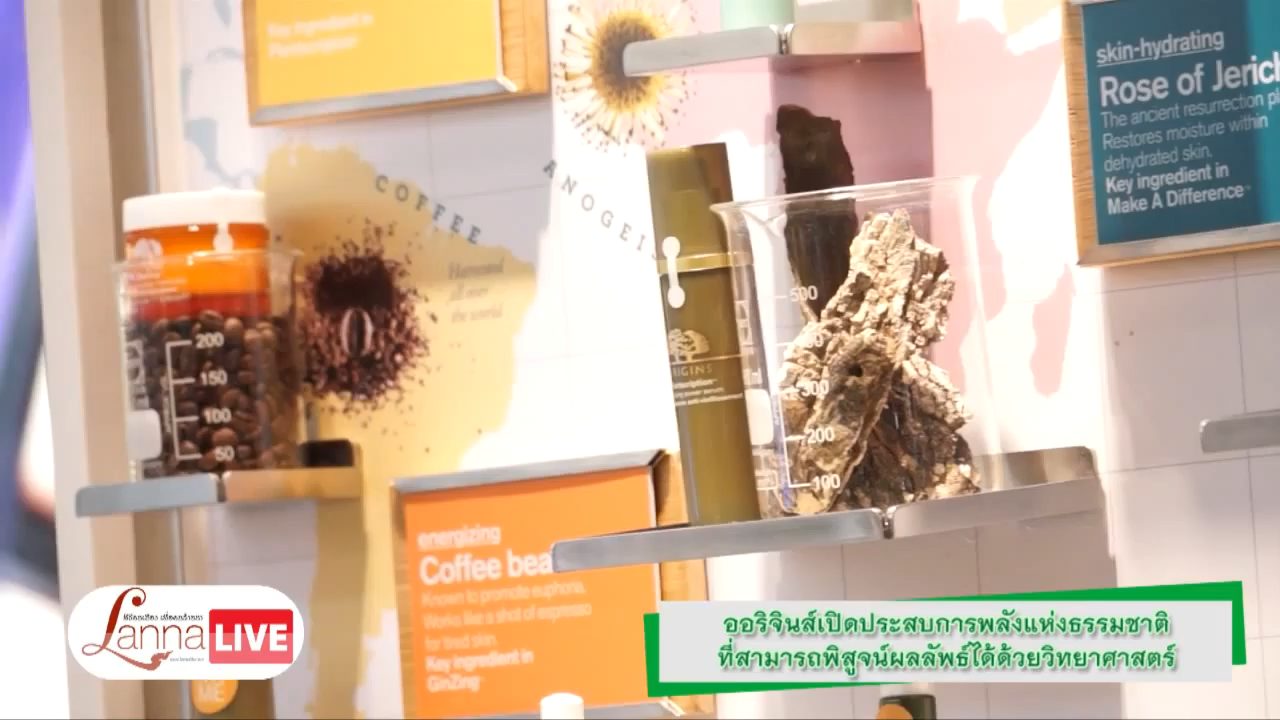 Key ingredient in
Plantscription™
skin-hydrating
Rose of Jerich
The ancient resurrection pl
Restores moisture within
dehydrated skin.
Key ingredient in
Make A Difference™
COFFEE
Harvested
all over
the world
ANOGEIS
500
300
200
100
200
150
100
50
ORIGINS
energizing
Coffee bea
Known to promote euphoria.
Works like a shot of espresso
for tired skin.
Key ingredient in
GinZing™
ME
Lanna LIVE
ออริจินส์เปิดประสบการพลังแห่งธรรมชาติ
ที่สามารถพิสูจน์ผลลัพธ์ได้ด้วยวิทยาศาสตร์